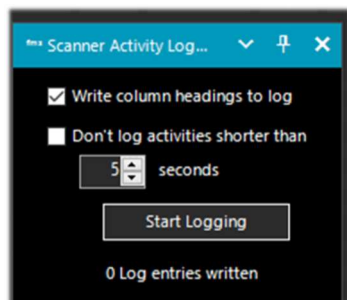 Scanner Activity Log...
Write column headings to log
Don't log activities shorter than
5 seconds
Start Logging
0 Log entries written